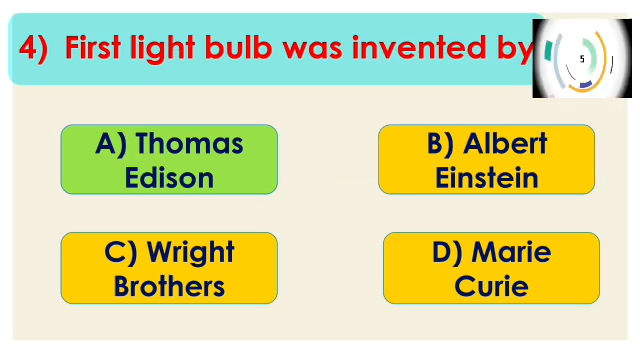 4) First light bulb was invented by
5
A) Thomas
Edison
B) Albert
Einstein
C) Wright
Brothers
D) Marie
Curie